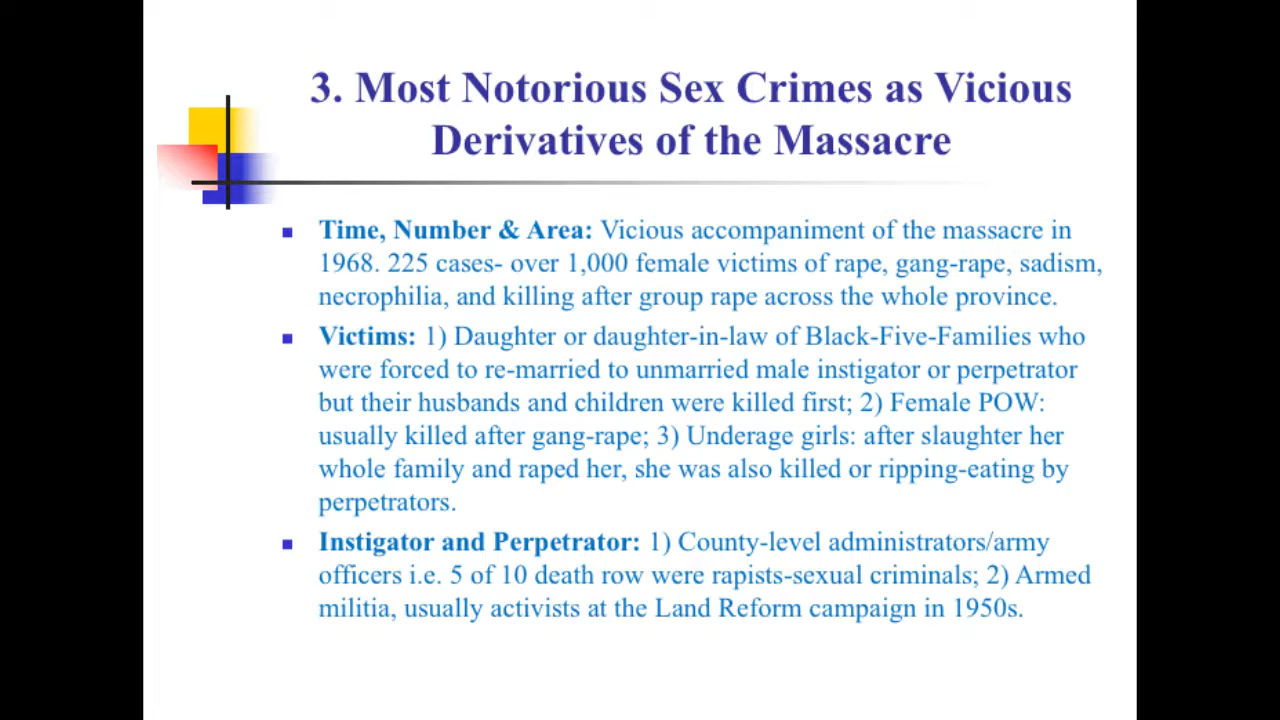 3. Most Notorious Sex Crimes as Vicious
Derivatives of the Massacre
Time, Number & Area: Vicious accompaniment of the massacre in
1968. 225 cases- over 1,000 female victims of rape, gang-rape, sadism,
necrophilia, and killing after group rape across the whole province.
Victims: 1) Daughter or daughter-in-law of Black-Five-Families who
were forced to re-married to unmarried male instigator or perpetrator
but their husbands and children were killed first; 2) Female POW:
usually killed after gang-rape; 3) Underage girls: after slaughter her
whole family and raped her, she was also killed or ripping-eating by
perpetrators.
Instigator and Perpetrator: 1) County-level administrators/army
officers i.e. 5 of 10 death row were rapists-sexual criminals; 2) Armed
militia, usually activists at the Land Reform campaign in 1950s.